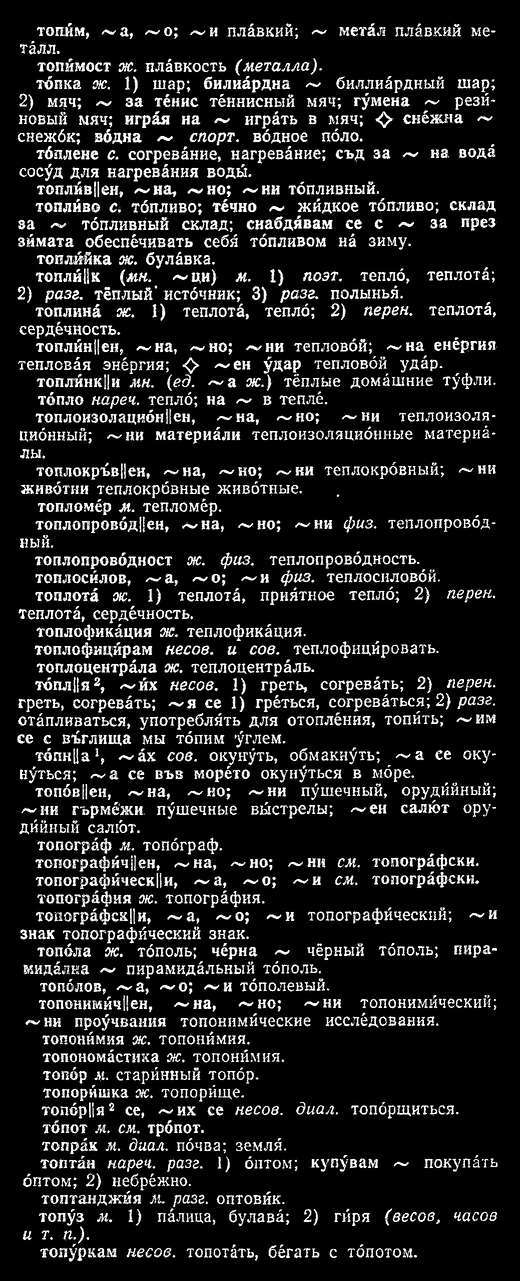 топи́м, ~а, ~о; ~и пла́вкий; ~ мета́л плавкий ме-
та́лл.
топи́мост ж. пла́вкость (металла).
то́пка ж. 1) шар; билиа́рдна ~ биллиа́рдный шар;
2) мяч; ~ за те́нис те́ннисный мяч; гу́мена ~ рези́-
новый мяч; игра́я на ~ игра́ть в мяч; ◇ сне́жна ~
снежо́к; во́дна ~ спорт. во́дное по́ло.
то́плене с. согрева́ние, нагрева́ние; съд за ~ на вода́
сосу́д для нагрева́ния воды́.
топли́в||ен, ~на, ~но; ~ни то́пливный.
топли́во с. то́пливо; те́чно ~ жи́дкое то́пливо; склад
за ~ то́пливный склад; снабдя́вам се с ~ за през
зи́мата обеспе́чивать себя́ то́пливом на́ зиму.
топли́йка ж. була́вка.
топли́||к (мн. ~ци) м. 1) поэт. тепло́, теплота́;
2) разг. тёплый исто́чник; 3) разг. полынья́.
топлина́ ж. 1) теплота́, тепло́; 2) перен. теплота́,
серде́чность.
топли́н||ен, ~на, ~но; ~ни теплово́й; ~на ене́ргия
теплова́я эне́ргия; ◇ ~ен у́дар теплово́й уда́р.
топли́нк||и мн. (ед. ~а ж.) тёплые дома́шние ту́фли.
то́пло нареч. тепло́; на ~ в тепле́.
топлоизолацио́н||ен, ~на, ~но; ~ни теплоизоля-
цио́нный; ~ни материа́ли теплоизоляцио́нные материа́-
лы.
топлокръ́в||ен, ~на, ~но; ~ни теплокро́вный; ~ни
живо́тни теплокро́вные живо́тные.
топломе́р м. тепломе́р.
топлопрово́д||ен, ~на, ~но; ~ни физ. теплопрово́д-
ный.
топлопрово́дност ж. физ. теплопрово́дность.
топлоси́лов, ~а, ~о; ~и физ. теплосилово́й.
топлота́ ж. 1) теплота́, прия́тное тепло́; 2) перен.
теплота́, серде́чность.
топлофика́ция ж. теплофика́ция.
топлофици́рам несов. и сов. теплофици́ровать.
топлоцентра́ла ж. теплоцентра́ль.
то́пл||я², ~их несов. 1) греть, согрева́ть; 2) перен.
греть, согрева́ть; ~я се 1) гре́ться, согрева́ться; 2) разг.
ота́пливаться, употребля́ть для отопле́ния, топи́ть; ~им
се с въ́глища мы то́пим у́глем.
то́пн||а¹, ~ах сов. окуну́ть, обмакну́ть; ~а се оку-
ну́ться; ~а се във море́то окуну́ться в мо́ре.
топо́в||ен, ~на, ~но; ~ни пу́шечный, оруди́йный;
~ни гърме́жи пу́шечные вы́стрелы; ~ен салю́т ору-
ди́йный салю́т.
топогра́ф м. топо́граф.
топографи́ч||ен, ~на, ~но; ~ни см. топогра́фски.
топографи́ческ||и, ~а, ~о; ~и см. топогра́фски.
топогра́фия ж. топогра́фия.
топогра́фск||и, ~а, ~о; ~и топографи́ческий; ~и
знак топографи́ческий знак.
топо́ла ж. то́поль; че́рна ~ чёрный то́поль; пира-
мида́лна ~ пирамида́льный то́поль.
топо́лов, ~а, ~о; ~и то́полевый.
топоними́ч||ен, ~на, ~но; ~ни топоними́ческий;
~ни проу́чвания топоними́ческие иссле́дования.
топони́мия ж. топони́мия.
топонома́стика ж. топони́мия.
топо́р м. стари́нный топо́р.
топори́шка ж. топори́ще.
топо́р||я² се, ~их се несов. диал. топо́рщиться.
то́пот м. см. тро́пот.
топра́к м. диал. по́чва; земля́.
топта́н нареч. разг. 1) о́птом; купу́вам ~ покупа́ть
о́птом; 2) небре́жно.
топтанджи́я м. разг. оптови́к.
топу́з м. 1) па́лица, булава́; 2) ги́ря (весов, часов
и т. п.).
топу́ркам несов. топота́ть, бе́гать с то́потом.